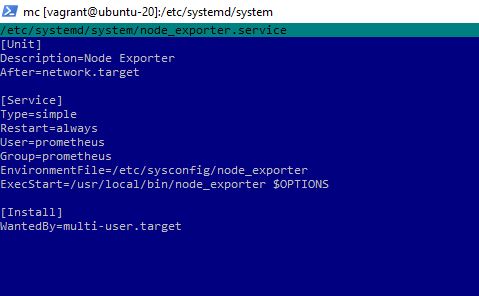 mc [vagrant@ubuntu-20]:/etc/systemd/system
/etc/systemd/system/node_exporter.service
[Unit]
Description=Node Exporter
After=network.target
[Service]
Type=simple
Restart=always
User=prometheus
Group=prometheus
EnvironmentFile=/etc/sysconfig/node_exporter
ExecStart=/usr/local/bin/node_exporter $OPTIONS
[Install]
WantedBy=multi-user.target